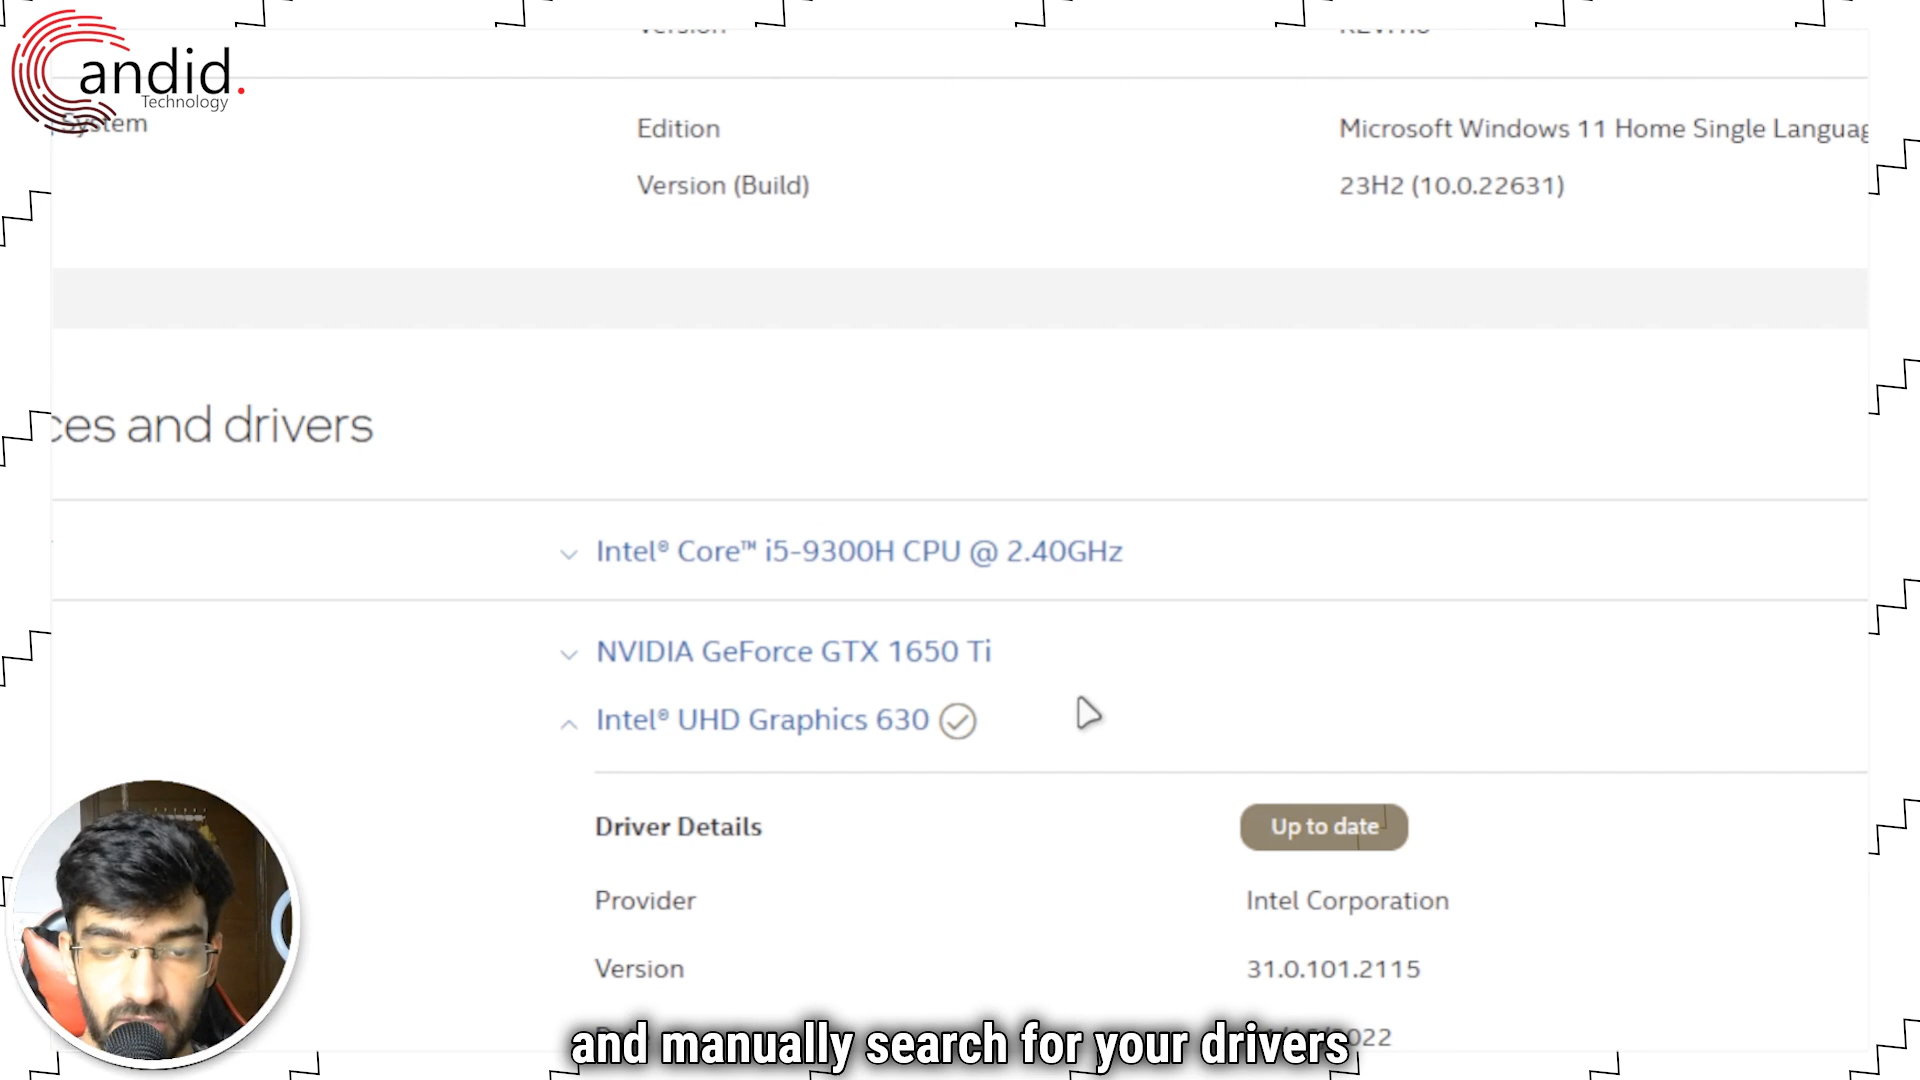 andid.
Technology
Version
System
Edition
Microsoft Windows 11 Home Single Languag
Version (Build)
23H2 (10.0.22631)
ces and drivers
Intel® Core™ i5-9300H CPU @ 2.40GHz
NVIDIA GeForce GTX 1650 Ti
Intel® UHD Graphics 630
Driver Details
Up to date
Provider
Intel Corporation
Version
31.0.101.2115
and manually search for your drivers